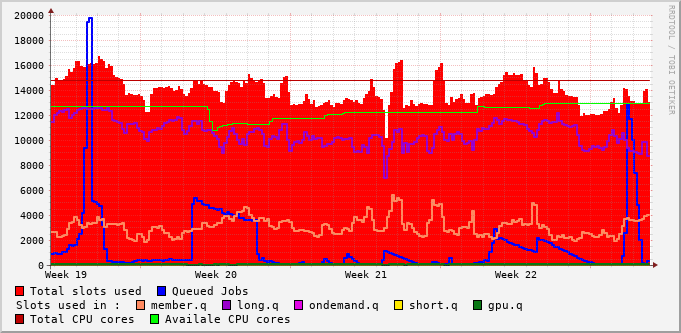 20000
18000
16000
14000
12000
10000
8000
6000
4000
2000
0
Week 19 Week 20 Week 21 Week 22
Total slots used Queued Jobs
Slots used in : member.q long.q ondemand.q short.q gpu.q
Total CPU cores Availale CPU cores
RRDTOOL / TOBI OETIKER